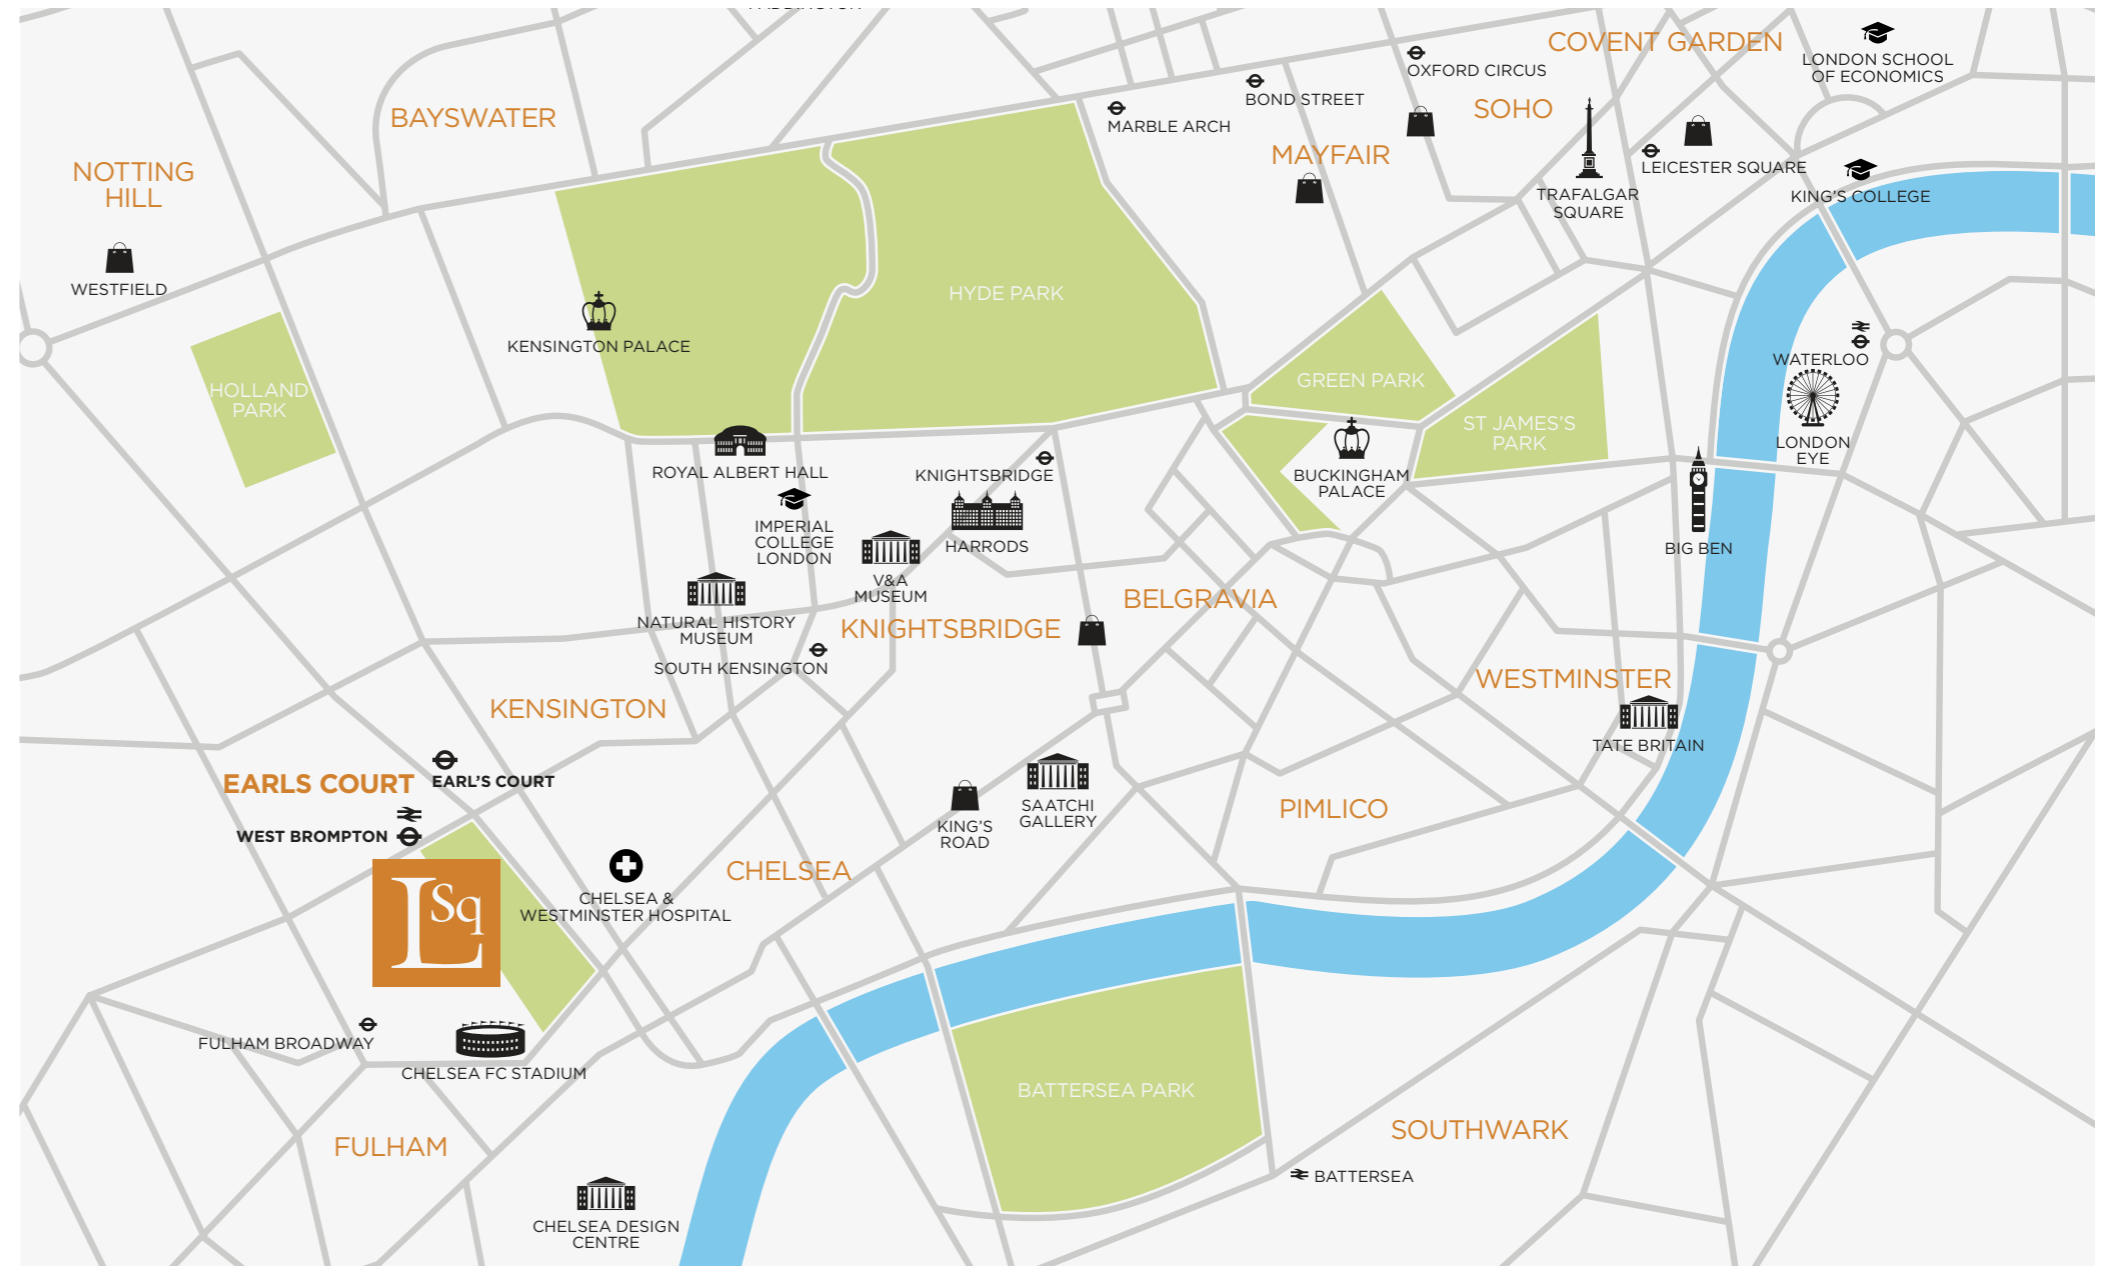 COVENT GARDEN
LONDON SCHOOL
OF ECONOMICS
OXFORD CIRCUS
BOND STREET
SOHO
BAYSWATER
MARBLE ARCH
MAYFAIR
LEICESTER SQUARE
NOTTING
HILL
TRAFALGAR
SQUARE
KING'S COLLEGE
WESTFIELD
HYDE PARK
KENSINGTON PALACE
WATERLOO
HOLLAND
PARK
GREEN PARK
ST JAMES'S
PARK
LONDON
EYE
ROYAL ALBERT HALL
KNIGHTSBRIDGE
BUCKINGHAM
PALACE
IMPERIAL
COLLEGE
LONDON
HARRODS
BIG BEN
V&A
MUSEUM
BELGRAVIA
NATURAL HISTORY
MUSEUM
KNIGHTSBRIDGE
SOUTH KENSINGTON
WESTMINSTER
KENSINGTON
TATE BRITAIN
EARLS COURT
EARL'S COURT
SAATCHI
GALLERY
PIMLICO
KING'S
ROAD
WEST BROMPTON
CHELSEA
LSq
CHELSEA &
WESTMINSTER HOSPITAL
FULHAM BROADWAY
CHELSEA FC STADIUM
BATTERSEA PARK
SOUTHWARK
FULHAM
BATTERSEA
CHELSEA DESIGN
CENTRE